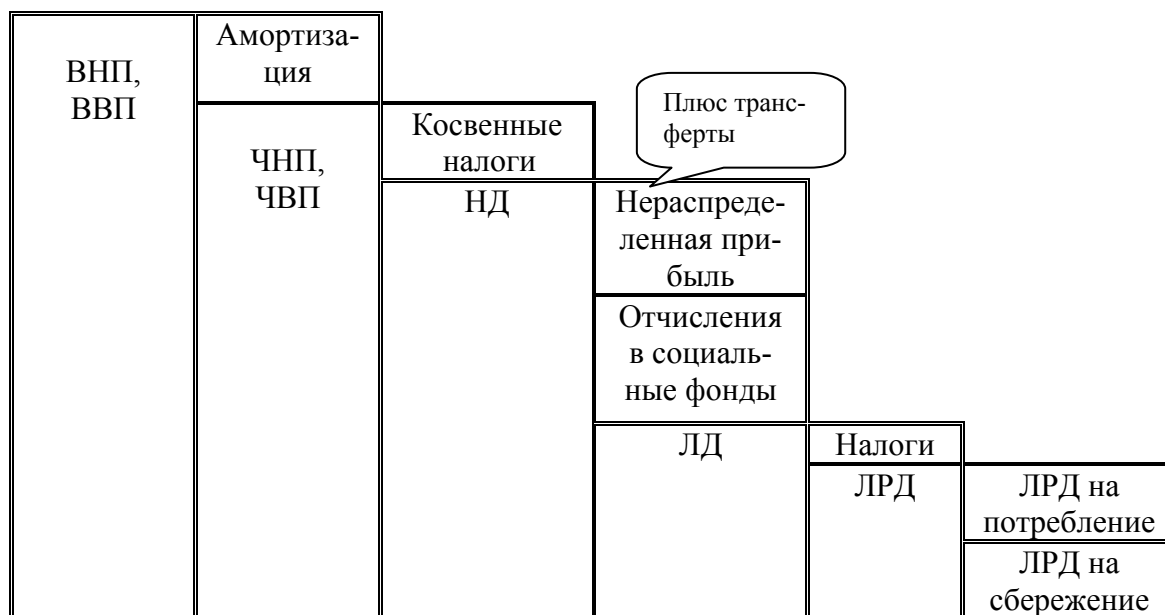 ВНП,
ВВП
Амортиза-
ция
ЧНП,
ЧВП
Косвенные
налоги
НД
Плюс транс-
ферты
Нераспреде-
ленная при-
быль
Отчисления
в социаль-
ные фонды
ЛД
Налоги
ЛРД
ЛРД на
потребление
ЛРД на
сбережение